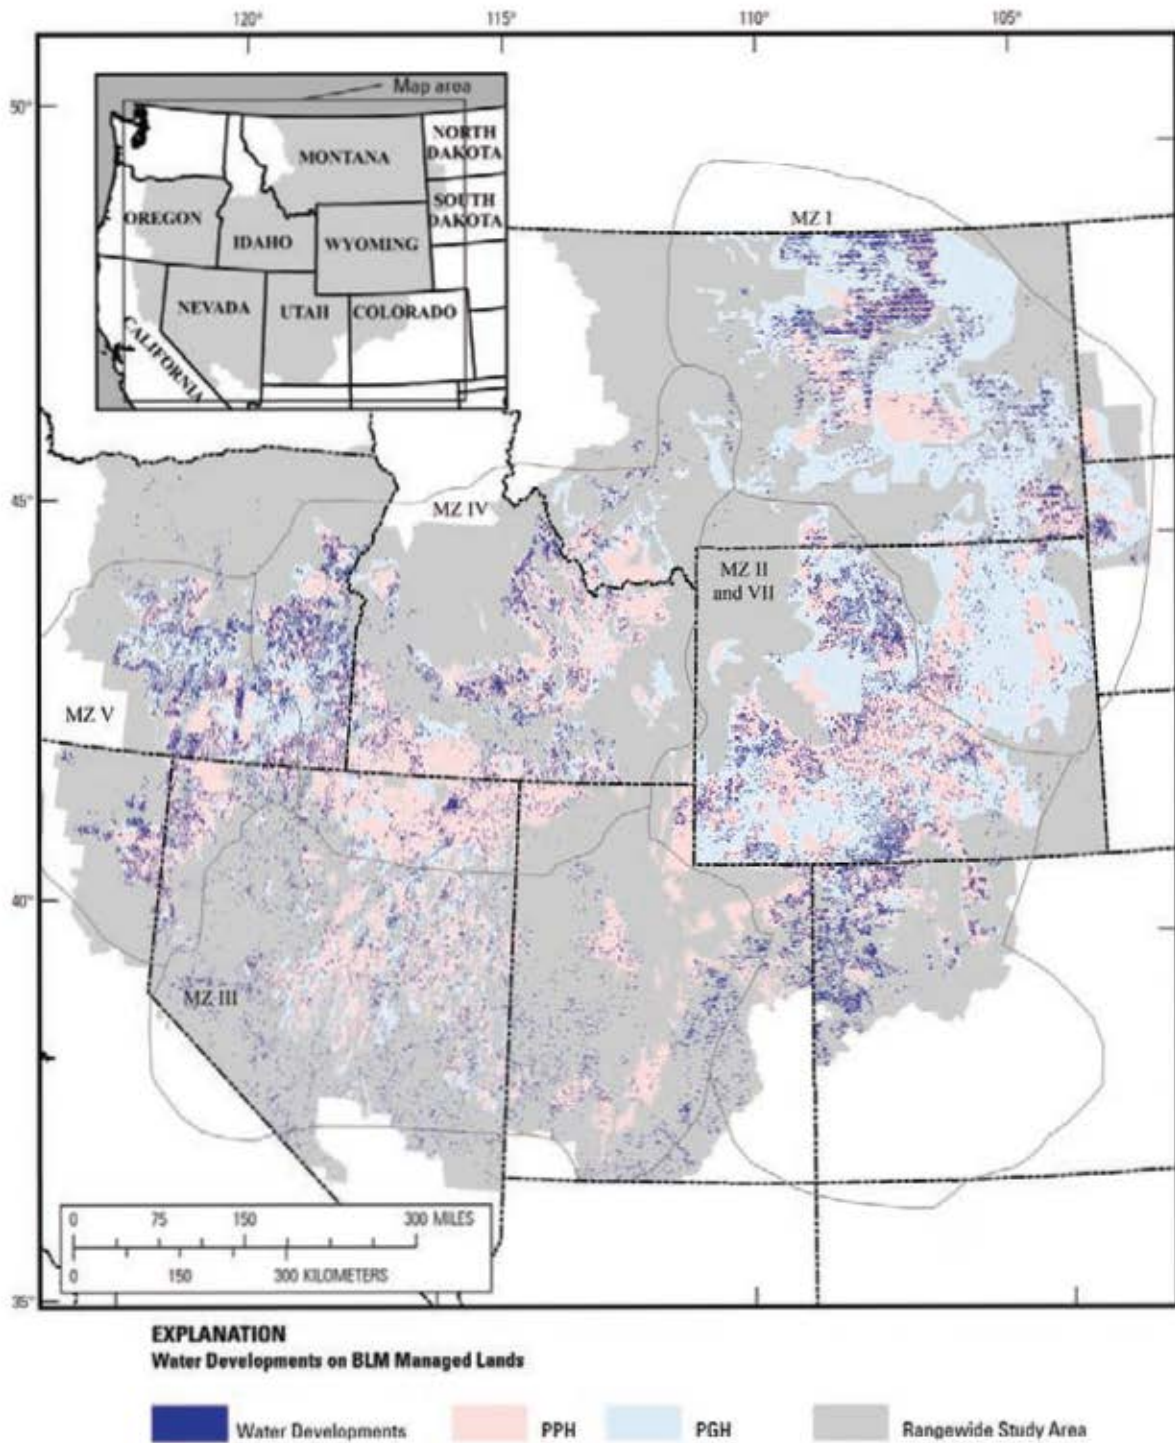 120°
115°
110°
105°
50°
45°
40°
35°
Map area
MONTANA
NORTH
DAKOTA
SOUTH
DAKOTA
OREGON
IDAHO
WYOMING
NEVADA
UTAH
COLORADO
CALIFORNIA
MZ I
MZ IV
MZ II
and VII
MZ V
MZ III
0 75 150 300 MILES
0 150 300 KILOMETERS
EXPLANATION
Water Developments on BLM Managed Lands
Water Developments PPH PGH Rangewide Study Area